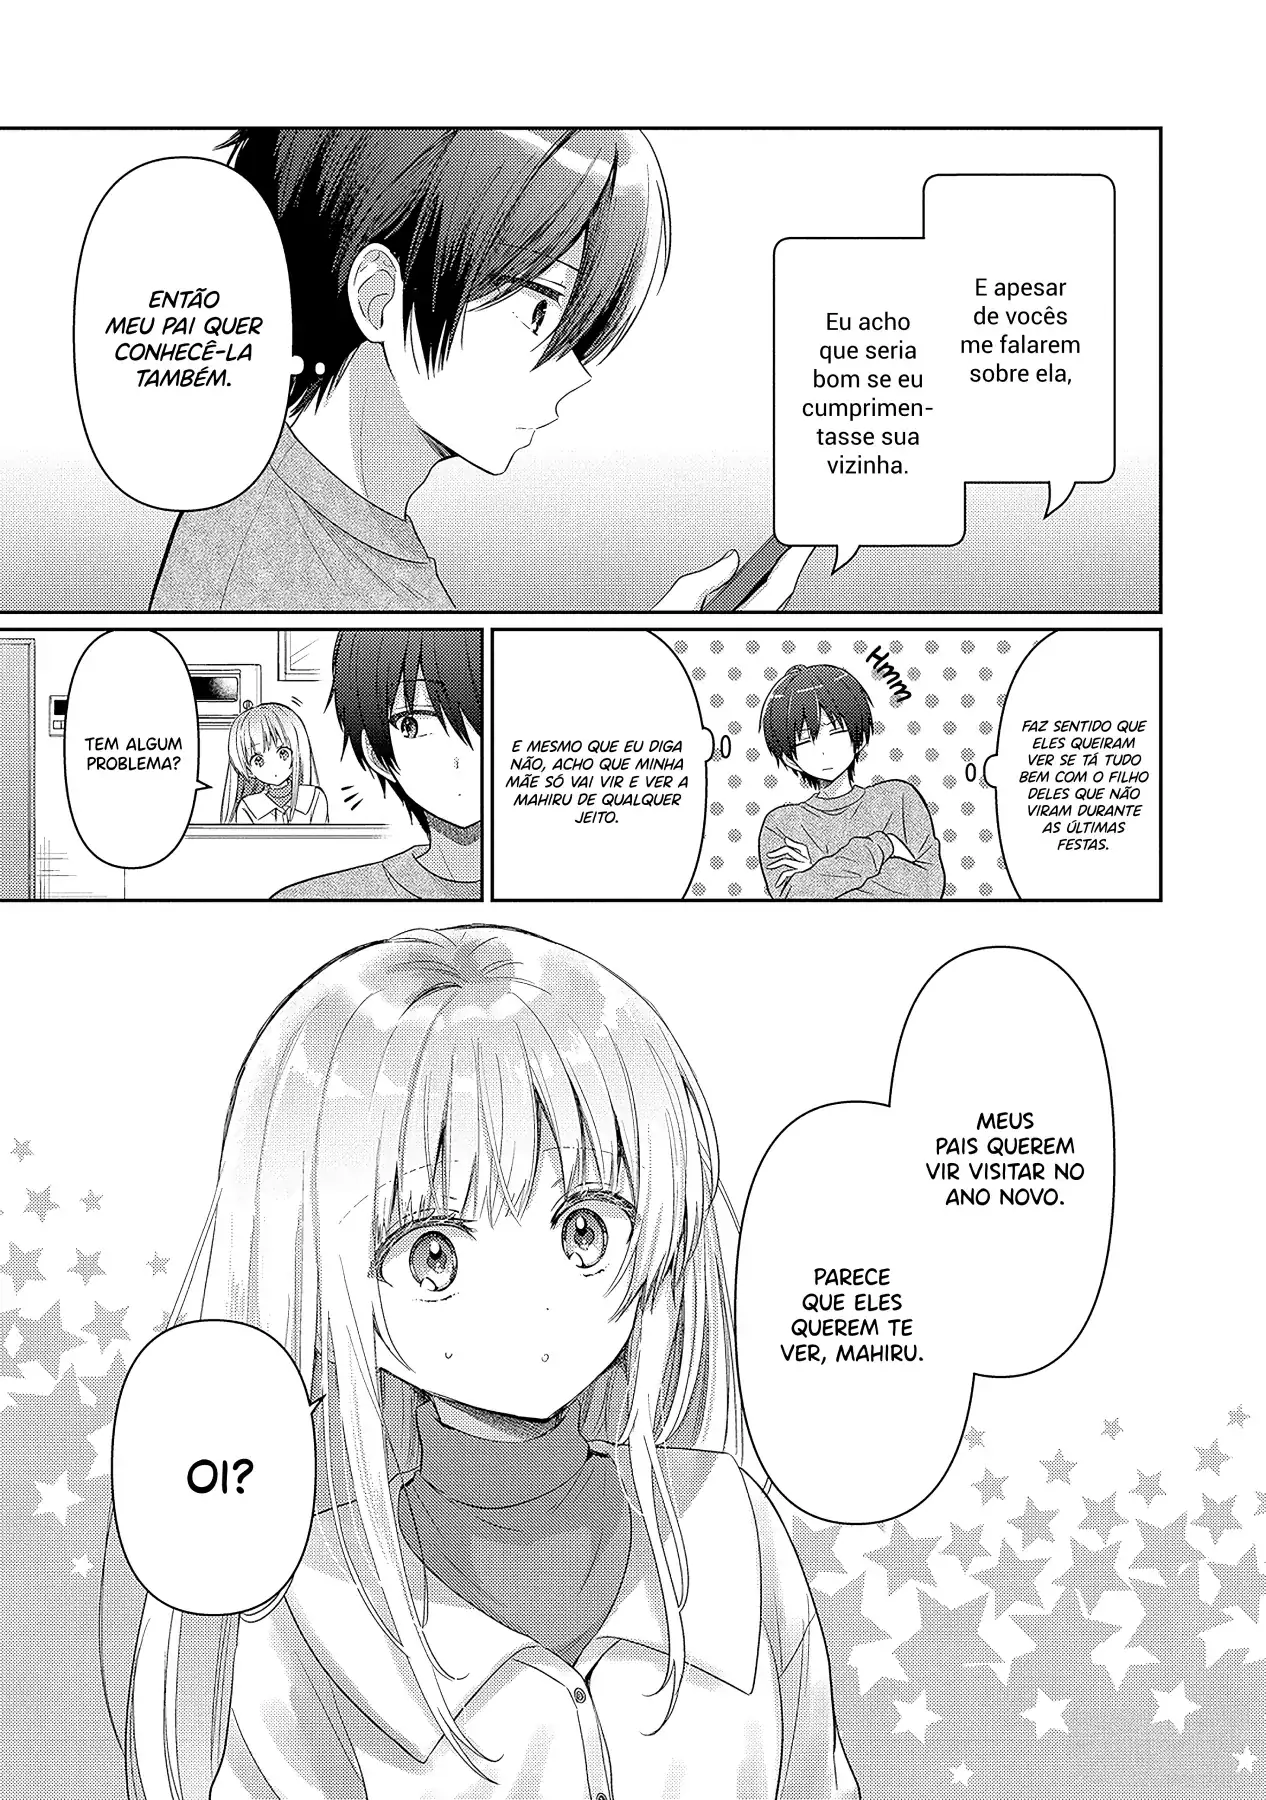 E apesar
de vocês
me falarem
sobre ela,
Eu acho
que seria
bom se eu
cumprimen-
tasse sua
vizinha.
ENTÃO
MEU PAI QUER
CONHECÊ-LA
TAMBÉM.
FAZ SENTIDO QUE
ELES QUEIRAM
VER SE TÁ TUDO
BEM COM O FILHO
DELES QUE NÃO
VIRAM DURANTE
AS ÚLTIMAS
FESTAS.
Hmmm
E MESMO QUE EU DIGA
NÃO, ACHO QUE MINHA
MÃE SÓ VAI VIR E VER A
MAHIRU DE QUALQUER
JEITO.
TEM ALGUM
PROBLEMA?
MEUS
PAIS QUEREM
VIR VISITAR NO
ANO NOVO.
PARECE
QUE ELES
QUEREM TE
VER, MAHIRU.
OI?